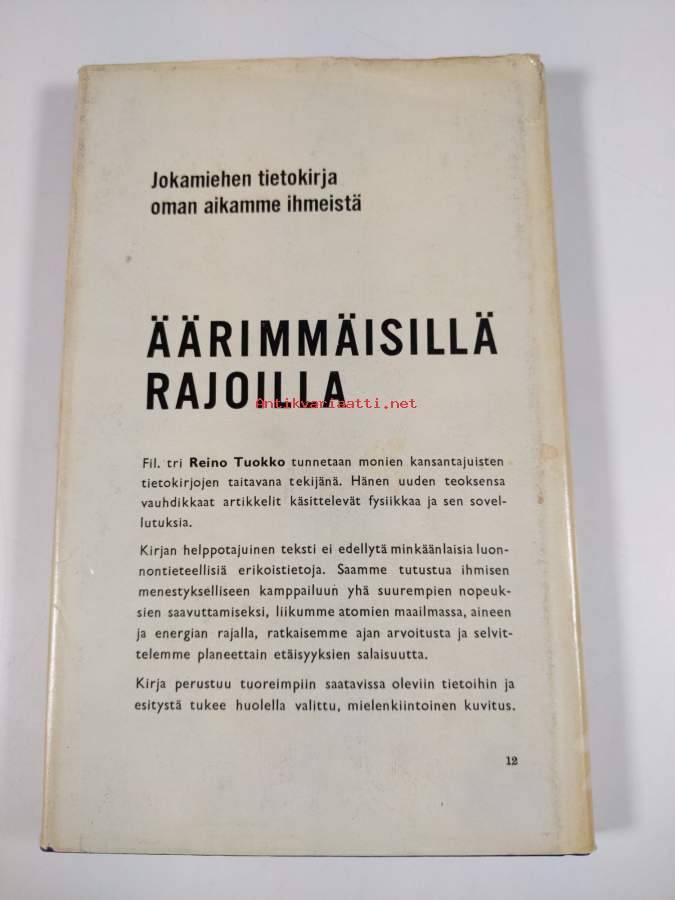 Jokamiehen tietokirja
oman aikamme ihmeistä
ÄÄRIMMÄISILLÄ
RAJOILLA
Antikvariaatti.net
Fil. tri Reino Tuokko tunnetaan monien kansantajuisten
tietokirjojen taitavana tekijänä. Hänen uuden teoksensa
vauhdikkaat artikkelit käsittelevät fysiikkaa ja sen sovel-
lutuksia.
Kirjan helppotajuinen teksti ei edellytä minkäänlaisia luon-
nontieteellisiä erikoistietoja. Saamme tutustua ihmisen
menestykselliseen kamppailuun yhä suurempien nopeuk-
sien saavuttamiseksi, liikumme atomien maailmassa, aineen
ja energian rajalla, ratkaisemme ajan arvoitusta ja selvit-
telemme planeettain etäisyyksien salaisuutta.
Kirja perustuu tuoreimpiin saatavissa oleviin tietoihin ja
esitystä tukee huolella valittu, mielenkiintoinen kuvitus.
12